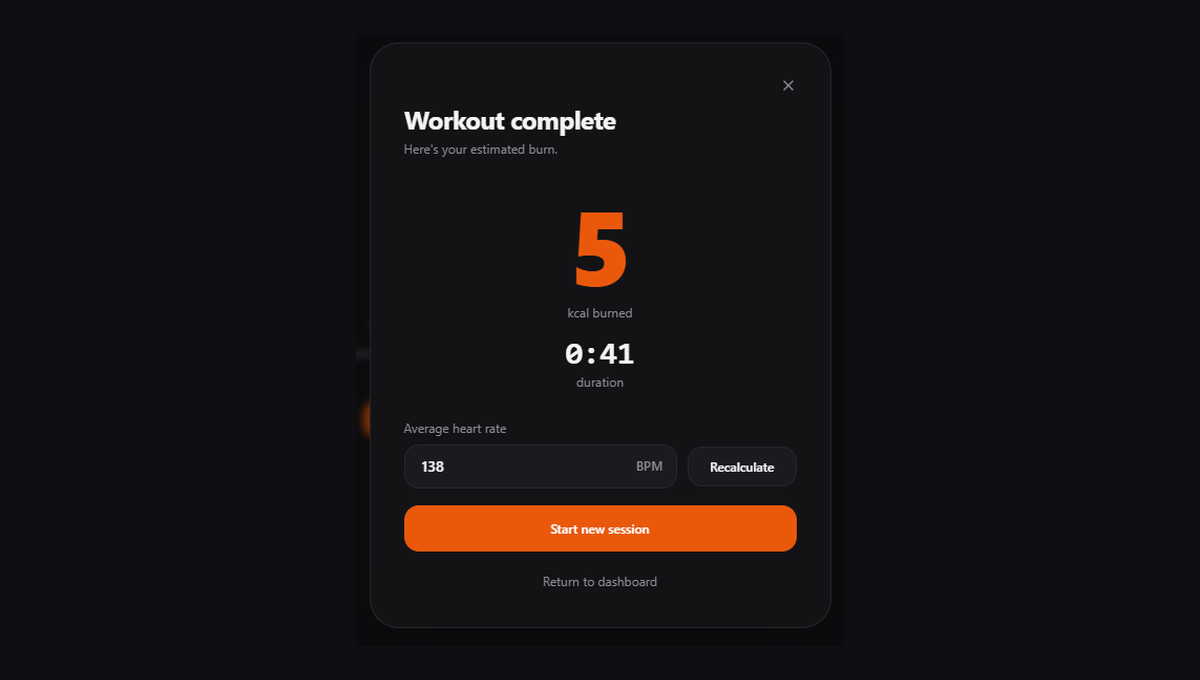 Workout complete
Here's your estimated burn.
5
kcal burned
0:41
duration
Average heart rate
138 BPM
Recalculate
Start new session
Return to dashboard